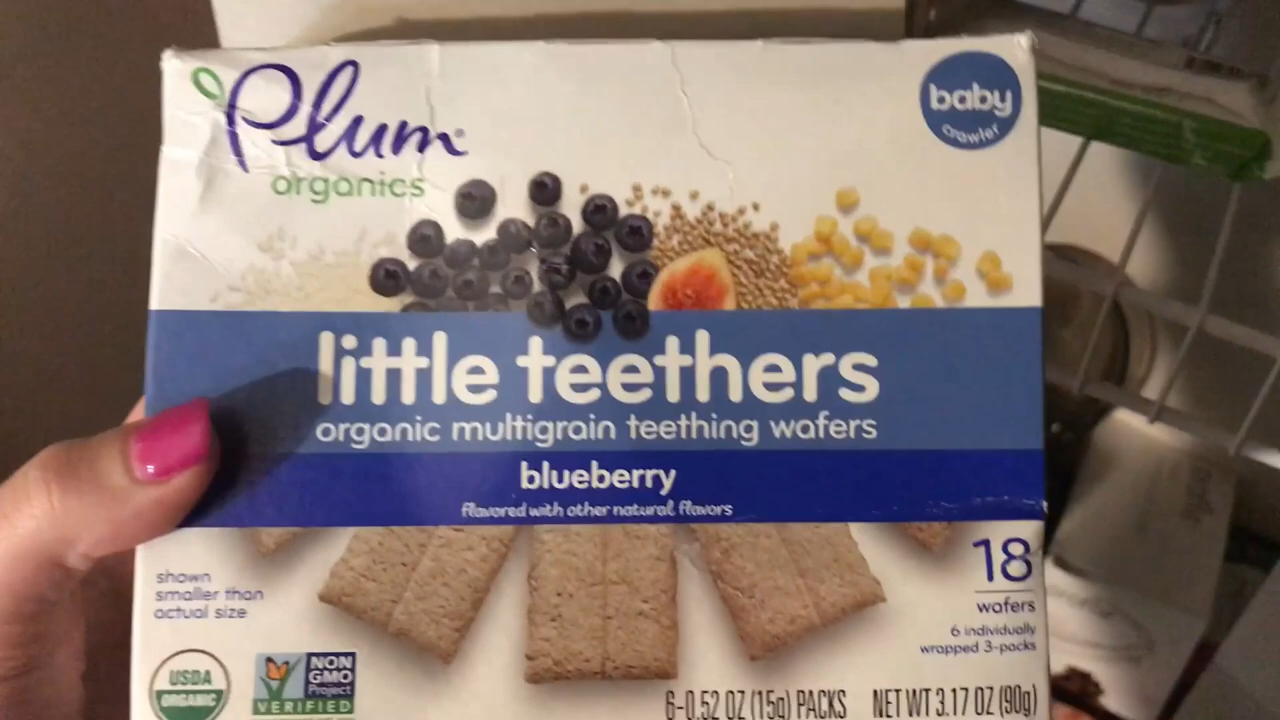 Plum
organics
baby
crawler
little teethers
organic multigrain teething wafers
blueberry
flavored with other natural flavors
shown
smaller than
actual size
18
wafers
6 individually
wrapped 3-packs
USDA
ORGANIC
NON
GMO
Project
VERIFIED
6-0.52 OZ (15g) PACKS NET WT 3.17 OZ (90g)